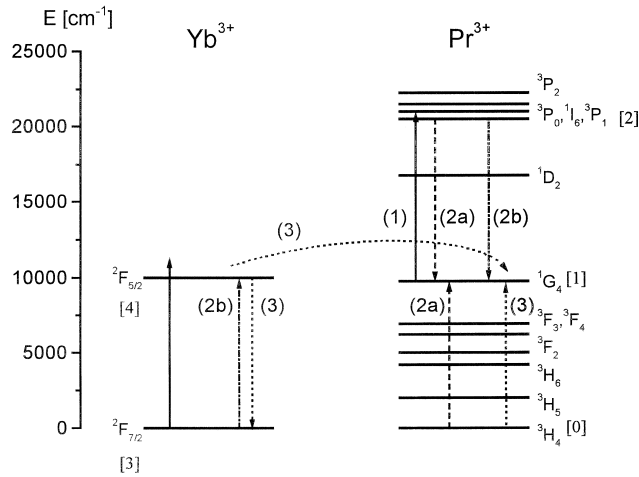 E [cm⁻¹]
Yb³⁺
Pr³⁺
25000
20000
15000
10000
5000
0
³P₂
³P₀,¹I₆,³P₁ [2]
¹D₂
(1)
(2a)
(2b)
(3)
²F₅/₂
[4]
(2b)
(3)
¹G₄ [1]
(2a)
(3)
³F₃,³F₄
³F₂
³H₆
³H₅
²F₇/₂
[3]
³H₄ [0]